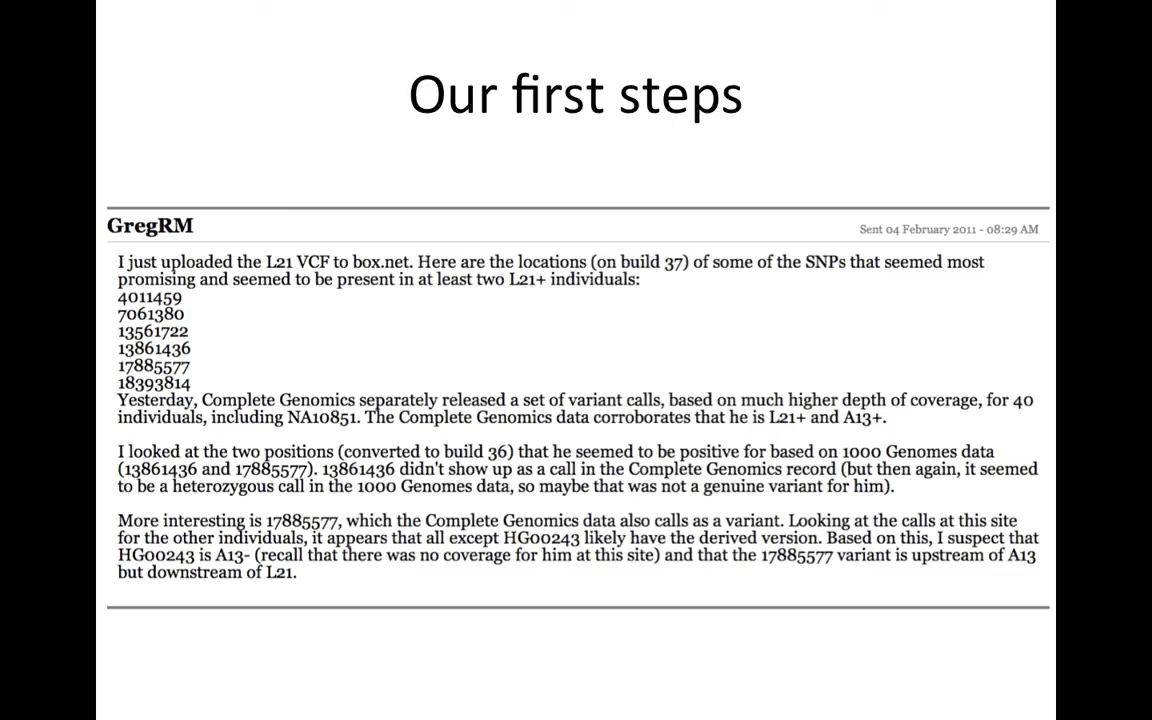 Our first steps
GregRM
Sent 04 February 2011 - 08:29 AM
I just uploaded the L21 VCF to box.net. Here are the locations (on build 37) of some of the SNPs that seemed most
promising and seemed to be present in at least two L21+ individuals:
4011459
7061380
13561722
13861436
17885577
18393814
Yesterday, Complete Genomics separately released a set of variant calls, based on much higher depth of coverage, for 40
individuals, including NA10851. The Complete Genomics data corroborates that he is L21+ and A13+.
I looked at the two positions (converted to build 36) that he seemed to be positive for based on 1000 Genomes data
(13861436 and 17885577). 13861436 didn't show up as a call in the Complete Genomics record (but then again, it seemed
to be a heterozygous call in the 1000 Genomes data, so maybe that was not a genuine variant for him).
More interesting is 17885577, which the Complete Genomics data also calls as a variant. Looking at the calls at this site
for the other individuals, it appears that all except HG00243 likely have the derived version. Based on this, I suspect that
HG00243 is A13- (recall that there was no coverage for him at this site) and that the 17885577 variant is upstream of A13
but downstream of L21.